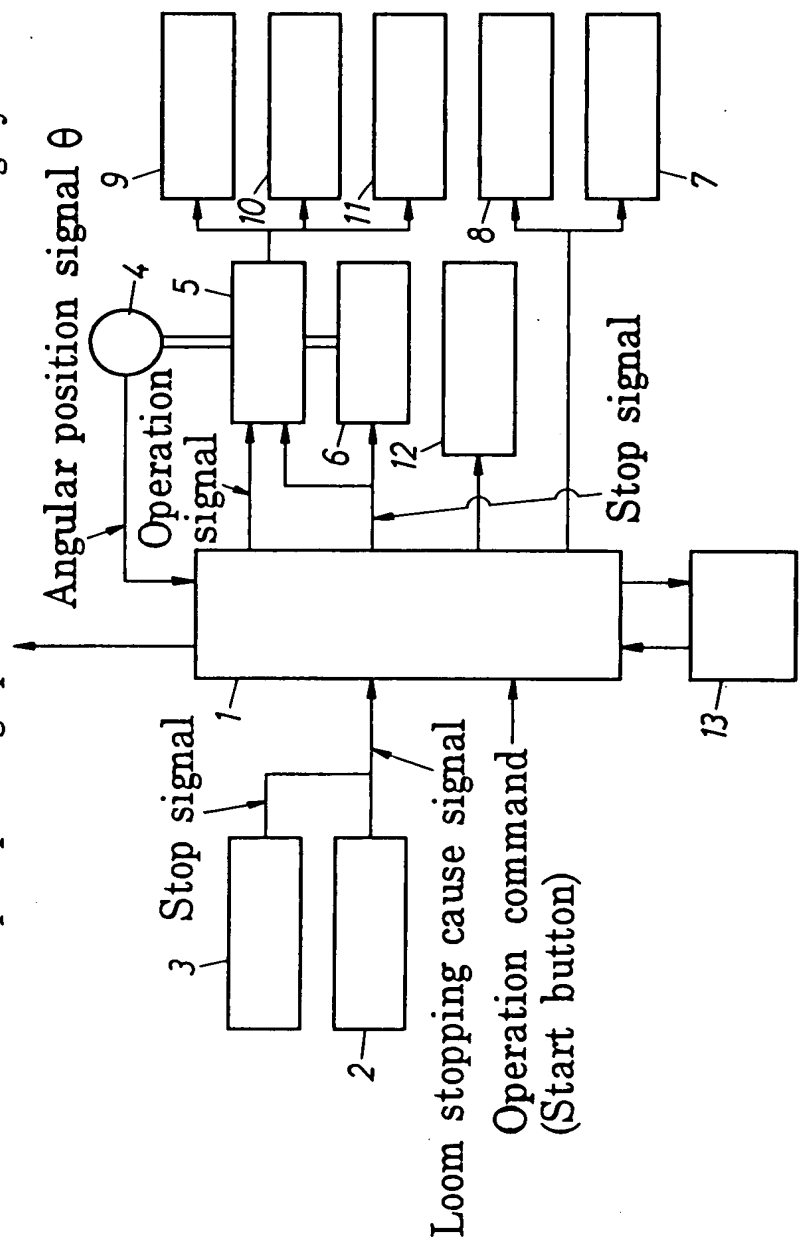 Angular position signal θ
9
4
Operation
signal
3
Stop signal
5
1
10
6
11
2
12
Loom stopping cause signal
8
Operation command
(Start button)
Stop signal
7
13